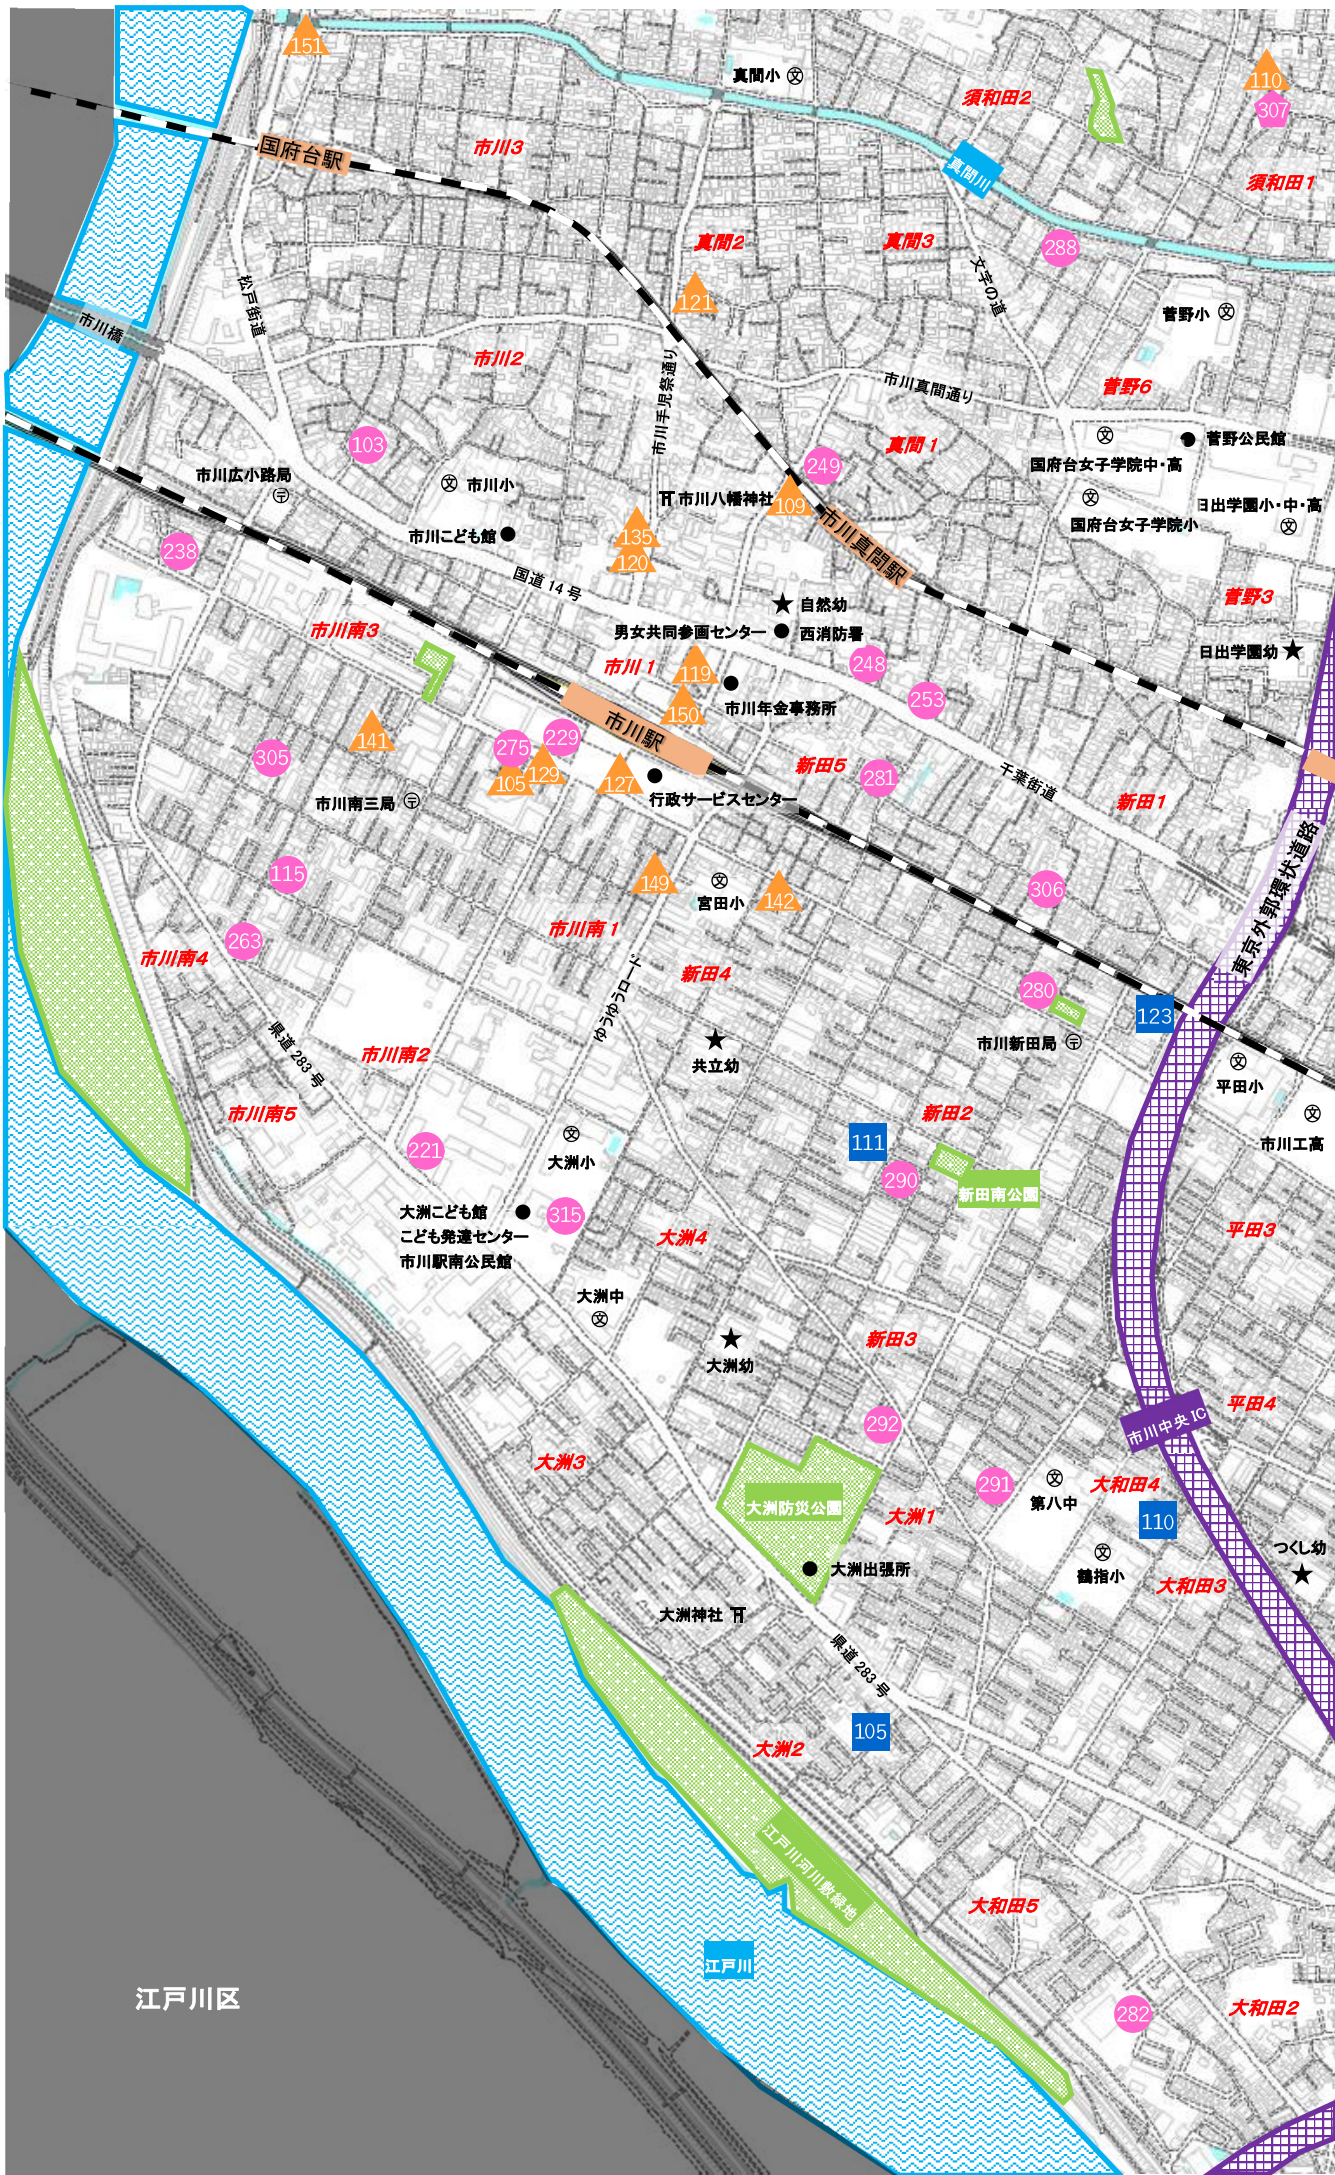 151
真間小
110
307
須和田2
国府台駅
市川3
真間川
須和田1
真間2
真間3
288
松戸街道
文字の道
121
菅野小
市川橋
市川2
市川手児奈通り
市川真間通り
菅野6
103
真間1
菅野公民館
249
国府台女子学院中・高
市川広小路局
市川小
市川八幡神社
109
国府台女子学院小
日出学園小・中・高
市川こども館
135
市川真間駅
238
120
国道14号
自然幼
菅野3
市川南3
男女共同参画センター
西消防署
日出学園幼
市川1
119
248
150
市川年金事務所
253
141
市川駅
305
275
229
新田5
281
千葉街道
105
129
127
行政サービスセンター
新田1
市川南三局
東京外郭環状道路
115
149
宮田小
142
306
市川南1
263
市川南4
新田4
280
ゆうゆうロード
123
県道283号
市川南2
共立幼
市川新田局
平田小
市川南5
新田2
市川工高
221
大洲小
111
290
新田南公園
大洲こども館
315
こども発達センター
大洲4
平田3
市川駅南公民館
大洲中
新田3
大洲幼
平田4
292
市川中央IC
大洲3
291
第八中
大和田4
大洲防災公園
大洲1
110
つくし幼
大洲出張所
鶴指小
大和田3
大洲神社
県道283号
105
大洲2
江戸川河川敷緑地
大和田5
江戸川
江戸川区
282
大和田2